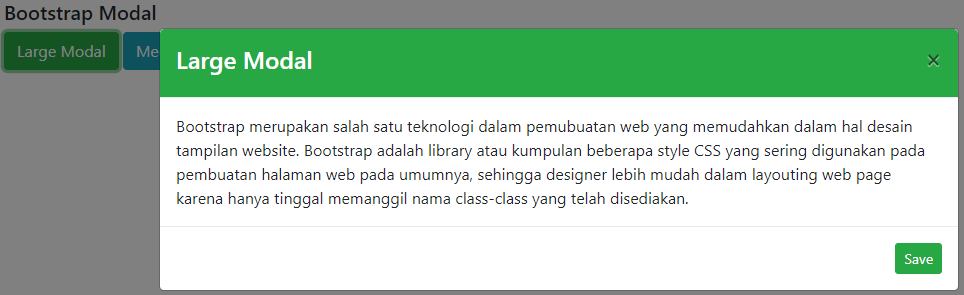 Bootstrap Modal
Large Modal
Me
Large Modal
×
Bootstrap merupakan salah satu teknologi dalam pemubuatan web yang memudahkan dalam hal desain
tampilan website. Bootstrap adalah library atau kumpulan beberapa style CSS yang sering digunakan pada
pembuatan halaman web pada umumnya, sehingga designer lebih mudah dalam layouting web page
karena hanya tinggal memanggil nama class-class yang telah disediakan.
Save